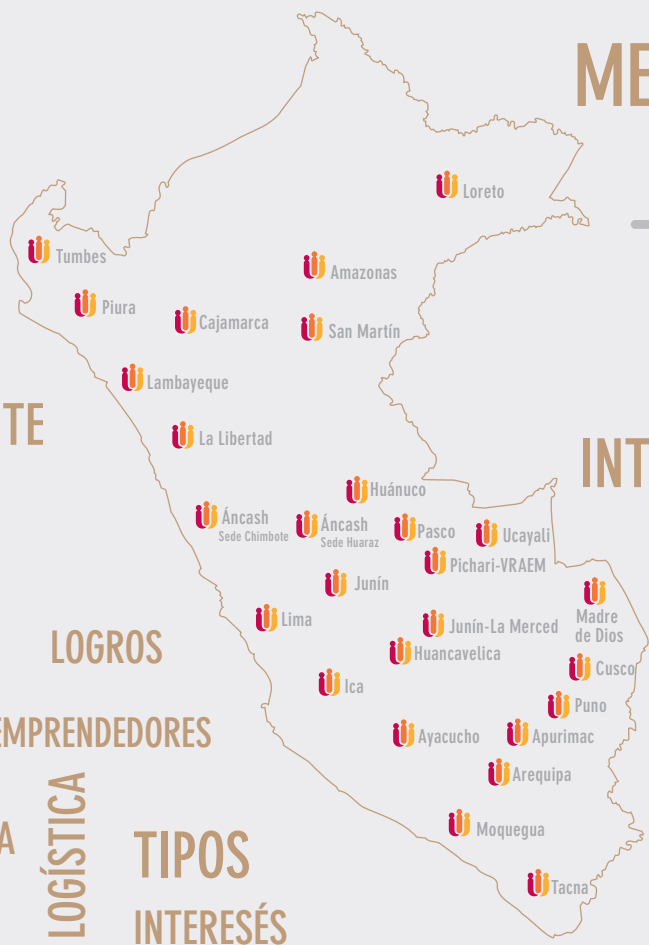 ME
Loreto
Tumbes
Amazonas
Piura
Cajamarca
San Martín
Lambayeque
TE
La Libertad
INT
Huánuco
Áncash
Sede Chimbote
Áncash
Sede Huaraz
Pasco
Ucayali
Pichari-VRAEM
Junín
Madre
de Dios
Lima
Junín-La Merced
LOGROS
Huancavelica
Cusco
Ica
Puno
EMPRENDEDORES
Ayacucho
Apurimac
Arequipa
LOGÍSTICA
A
TIPOS
Moquegua
Tacna
INTERESÉS